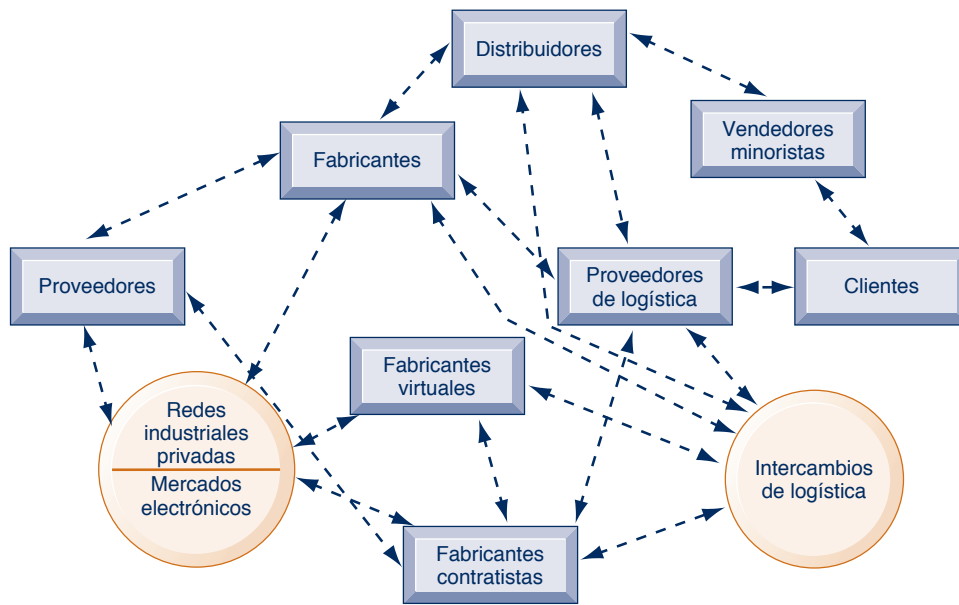 Distribuidores
Vendedores
minoristas
Fabricantes
Proveedores
Proveedores
de logística
Clientes
Fabricantes
virtuales
Redes
industriales
privadas
Mercados
electrónicos
Intercambios
de logística
Fabricantes
contratistas